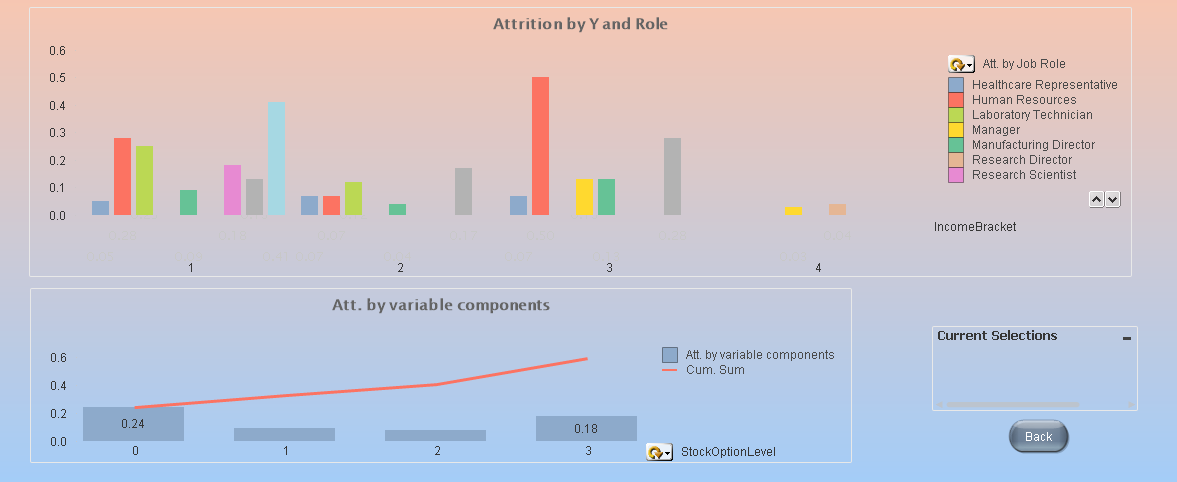 Attrition by Y and Role
0.6
0.5
0.4
0.3
0.2
0.1
0.0
1 2 3 4
Att. by Job Role
Healthcare Representative
Human Resources
Laboratory Technician
Manager
Manufacturing Director
Research Director
Research Scientist
IncomeBracket
Att. by variable components
0.6
0.4
0.2
0.0
0.24
0.18
0 1 2 3
Att. by variable components
Cum. Sum
StockOptionLevel
Current Selections
Back